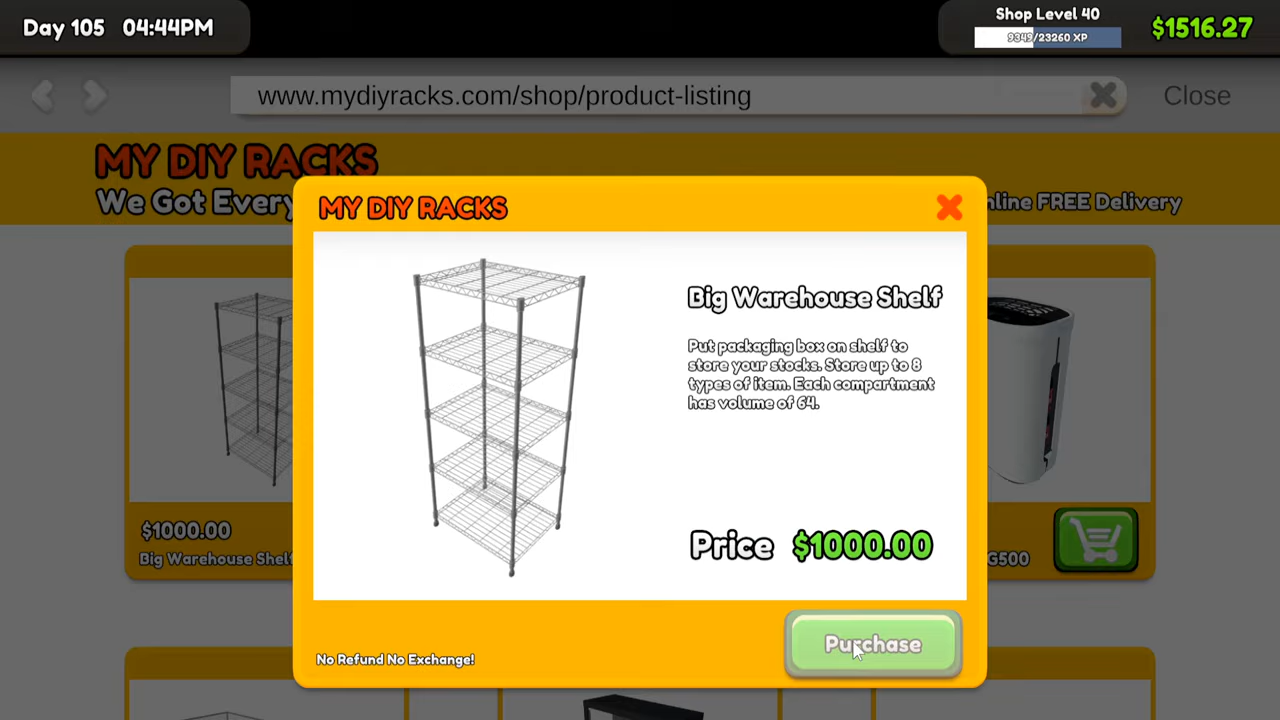 Day 105 04:44PM
Shop Level 40
9349/23260 XP
$1516.27
www.mydiyracks.com/shop/product-listing
Close
MY DIY RACKS
We Got Every
nline FREE Delivery
MY DIY RACKS
Big Warehouse Shelf
Put packaging box on shelf to
store your stocks. Store up to 8
types of item. Each compartment
has volume of 64.
Price $1000.00
$1000.00
Big Warehouse Shelf
G500
Purchase
No Refund No Exchange!